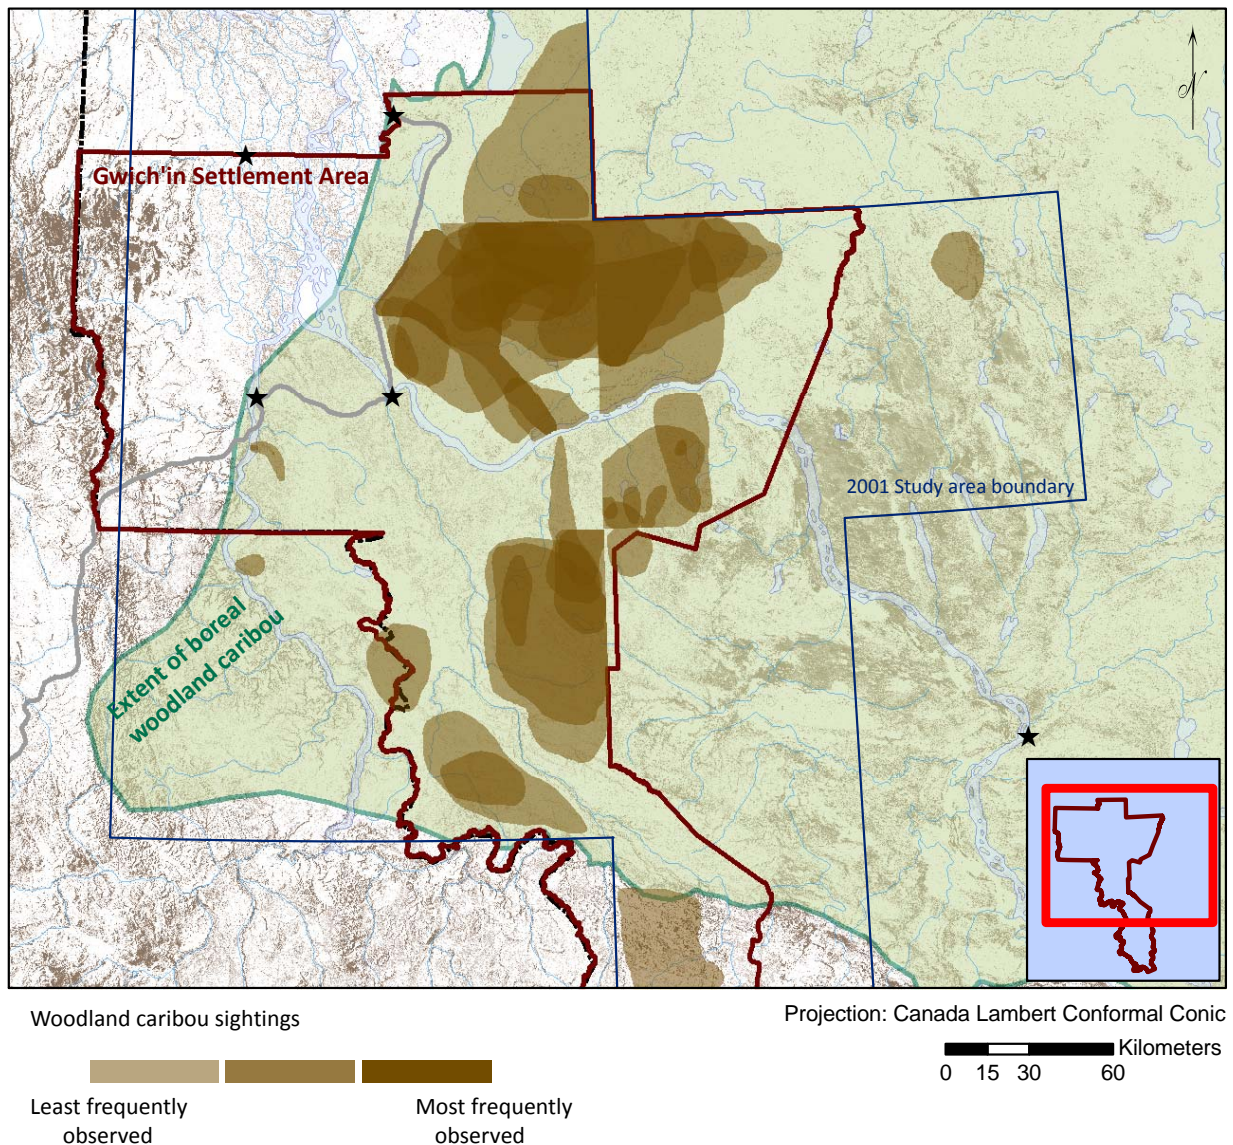 N
Gwich'in Settlement Area
2001 Study area boundary
Extent of boreal
woodland caribou
Woodland caribou sightings
Least frequently
observed
Most frequently
observed
Projection: Canada Lambert Conformal Conic
Kilometers
0 15 30 60